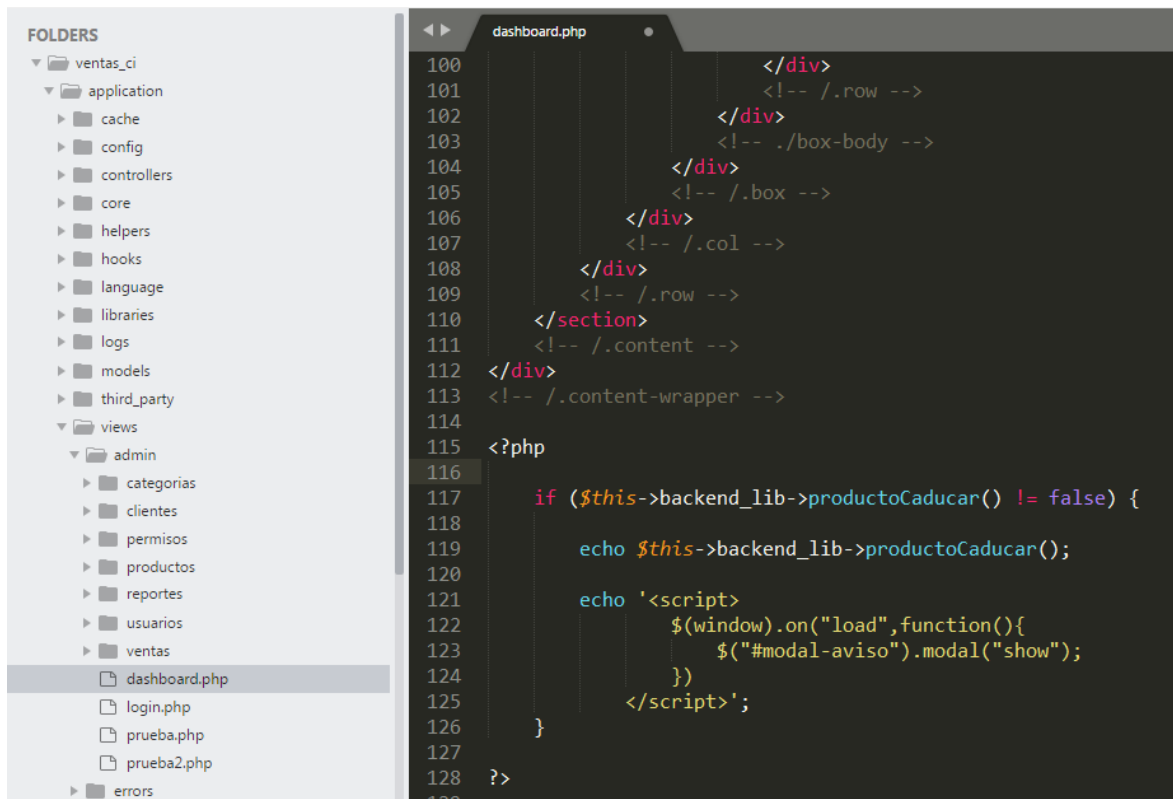 FOLDERS
ventas_ci
application
cache
config
controllers
core
helpers
hooks
language
libraries
logs
models
third_party
views
admin
categorias
clientes
permisos
productos
reportes
usuarios
ventas
dashboard.php
login.php
prueba.php
prueba2.php
errors
dashboard.php
100 </div>
101 <!-- /.row -->
102 </div>
103 <!-- ./box-body -->
104 </div>
105 <!-- /.box -->
106 </div>
107 <!-- /.col -->
108 </div>
109 <!-- /.row -->
110 </section>
111 <!-- /.content -->
112 </div>
113 <!-- /.content-wrapper -->
114
115 <?php
116
117 if ($this->backend_lib->productoCaducar() != false) {
118
119 echo $this->backend_lib->productoCaducar();
120
121 echo '<script>
122 $(window).on("load",function(){
123 $("#modal-aviso").modal("show");
124 })
125 </script>';
126 }
127
128 ?>